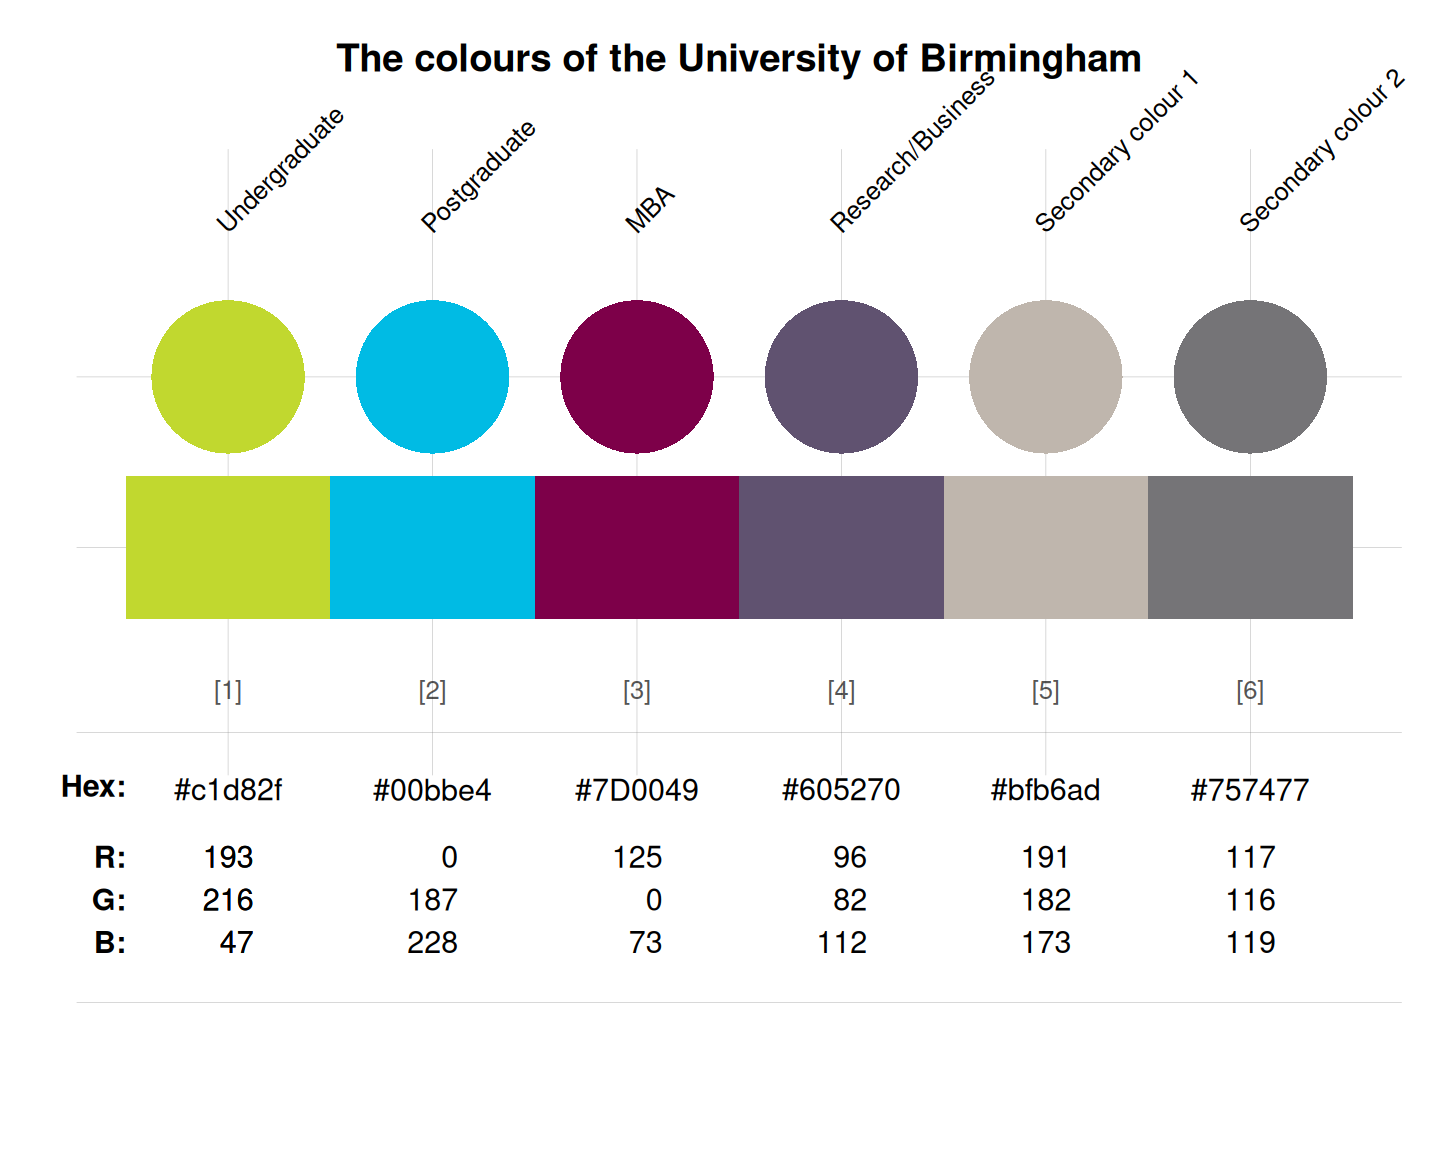 The colours of the University of Birmingham
Undergraduate
Postgraduate
MBA
Research/Business
Secondary colour 1
Secondary colour 2
[1] [2] [3] [4] [5] [6]
Hex: #c1d82f #00bbe4 #7D0049 #605270 #bfb6ad #757477
R: 193 0 125 96 191 117
G: 216 187 0 82 182 116
B: 47 228 73 112 173 119